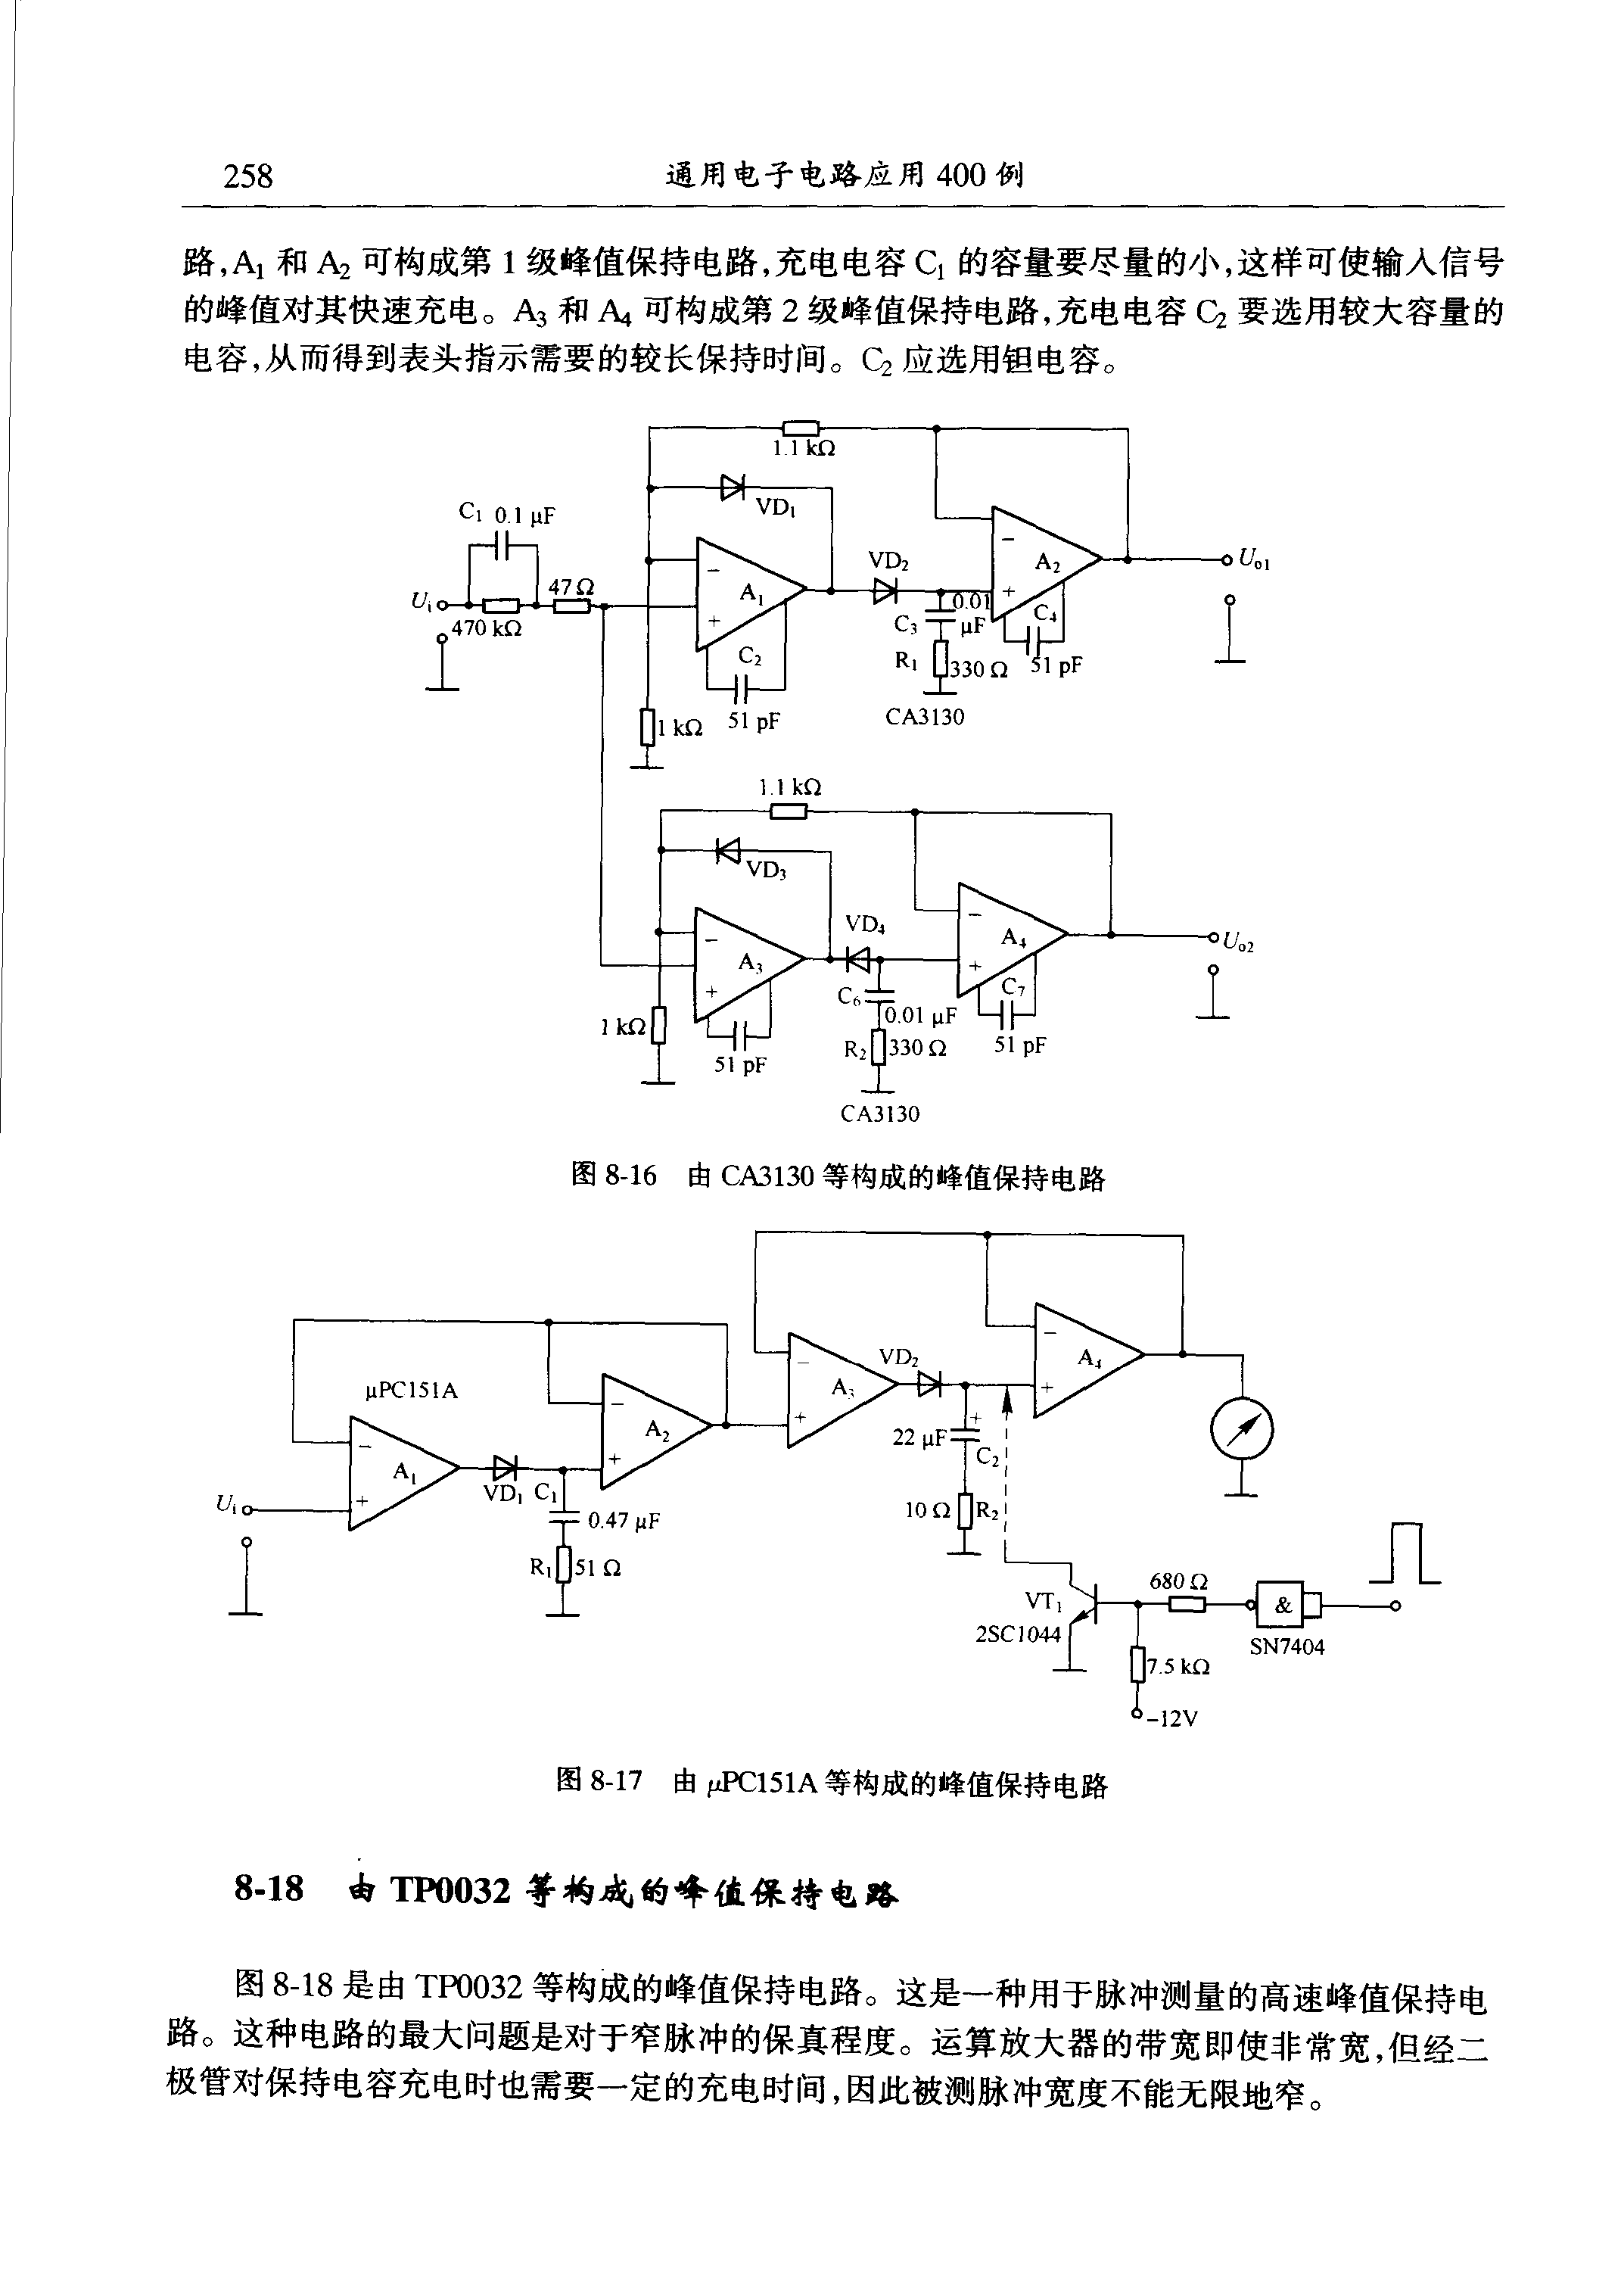 258 通用电子电路应用 400 例
路,A₁ 和 A₂ 可构成第 1 级峰值保持电路,充电电容 C₁ 的容量要尽量的小,这样可使输入信号
的峰值对其快速充电。A₃ 和 A₄ 可构成第 2 级峰值保持电路,充电电容 C₂ 要选用较大容量的
电容,从而得到表头指示需要的较长保持时间。C₂ 应选用钽电容。
1.1 kΩ
VD₁
C₁ 0.1 μF
VD₂
A₂
Uₒ₁
47 Ω
A₁
Uᵢ
470 kΩ
0.01
μF
C₃
C₄
C₂
R₁
330 Ω
51 pF
1 kΩ
51 pF
CA3130
1.1 kΩ
VD₃
VD₄
A₄
Uₒ₂
A₃
C₆
0.01 μF
C₇
1 kΩ
R₂
330 Ω
51 pF
51 pF
CA3130
图 8-16 由 CA3130 等构成的峰值保持电路
VD₂
A₄
A₃
μPC151A
A₂
22 μF
+
C₂
A₁
VD₁
C₁
Uᵢ
0.47 μF
10 Ω
R₂
R₁
51 Ω
680 Ω
VT₁
&
2SC1044
SN7404
7.5 kΩ
-12V
图 8-17 由 μPC151A 等构成的峰值保持电路
8-18 由 TP0032 等构成的峰值保持电路
图 8-18 是由 TP0032 等构成的峰值保持电路。这是一种用于脉冲测量的高速峰值保持电
路。这种电路的最大问题是对于窄脉冲的保真程度。运算放大器的带宽即使非常宽,但经二
极管对保持电容充电时也需要一定的充电时间,因此被测脉冲宽度不能无限地窄。